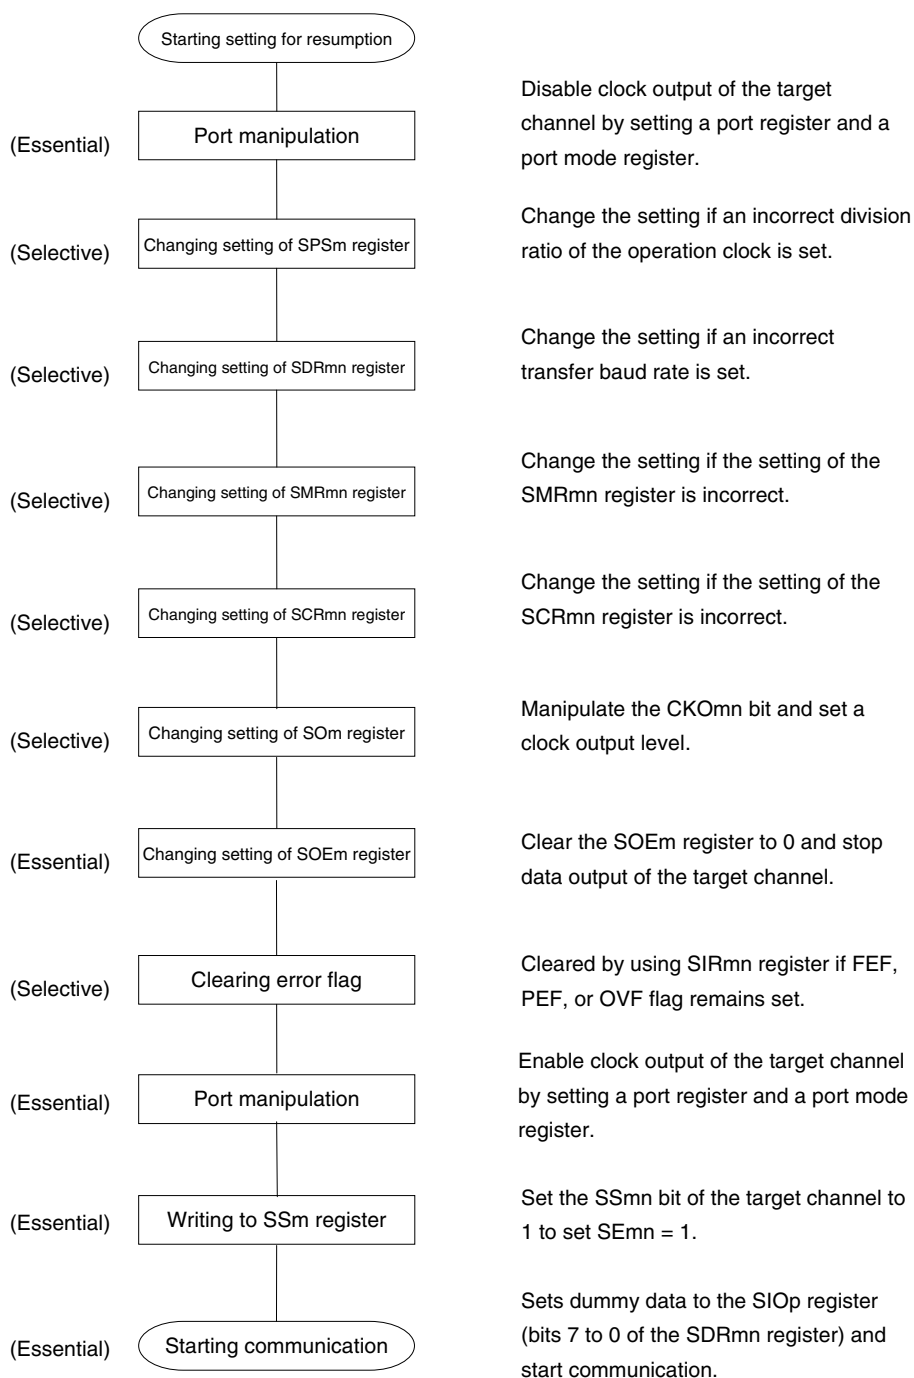 Starting setting for resumption
(Essential)
Port manipulation
Disable clock output of the target
channel by setting a port register and a
port mode register.
(Selective)
Changing setting of SPSm register
Change the setting if an incorrect division
ratio of the operation clock is set.
(Selective)
Changing setting of SDRmn register
Change the setting if an incorrect
transfer baud rate is set.
(Selective)
Changing setting of SMRmn register
Change the setting if the setting of the
SMRmn register is incorrect.
(Selective)
Changing setting of SCRmn register
Change the setting if the setting of the
SCRmn register is incorrect.
(Selective)
Changing setting of SOm register
Manipulate the CKOmn bit and set a
clock output level.
(Essential)
Changing setting of SOEm register
Clear the SOEm register to 0 and stop
data output of the target channel.
(Selective)
Clearing error flag
Cleared by using SIRmn register if FEF,
PEF, or OVF flag remains set.
(Essential)
Port manipulation
Enable clock output of the target channel
by setting a port register and a port mode
register.
(Essential)
Writing to SSm register
Set the SSmn bit of the target channel to
1 to set SEmn = 1.
(Essential)
Starting communication
Sets dummy data to the SIOp register
(bits 7 to 0 of the SDRmn register) and
start communication.